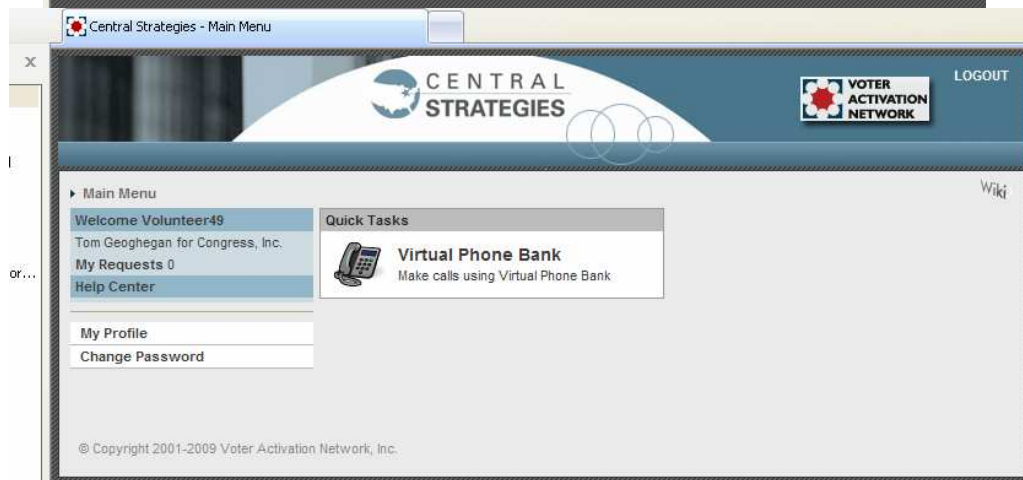 Central Strategies - Main Menu
x
CENTRAL
STRATEGIES
VOTER
ACTIVATION
NETWORK
LOGOUT
Main Menu
Wiki
Welcome Volunteer49
Tom Geoghegan for Congress, Inc.
My Requests 0
Help Center
My Profile
Change Password
Quick Tasks
Virtual Phone Bank
Make calls using Virtual Phone Bank
or...
© Copyright 2001-2009 Voter Activation Network, Inc.